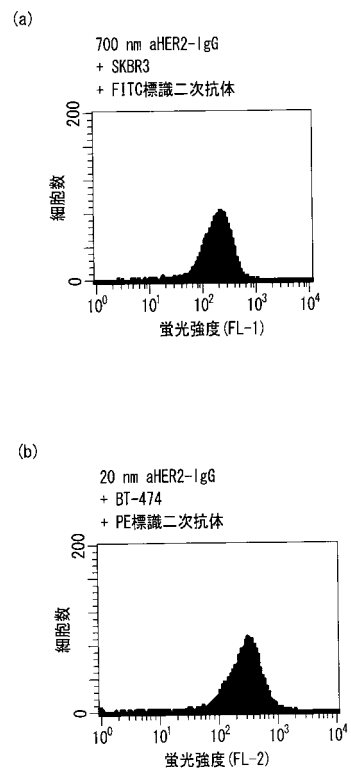 (a)
700 nm aHER2-IgG
+ SKBR3
+ FITC標識二次抗体
200
細胞数
0
10⁰ 10¹ 10² 10³ 10⁴
蛍光強度(FL-1)
(b)
20 nm aHER2-IgG
+ BT-474
+ PE標識二次抗体
200
細胞数
0
10⁰ 10¹ 10² 10³ 10⁴
蛍光強度(FL-2)